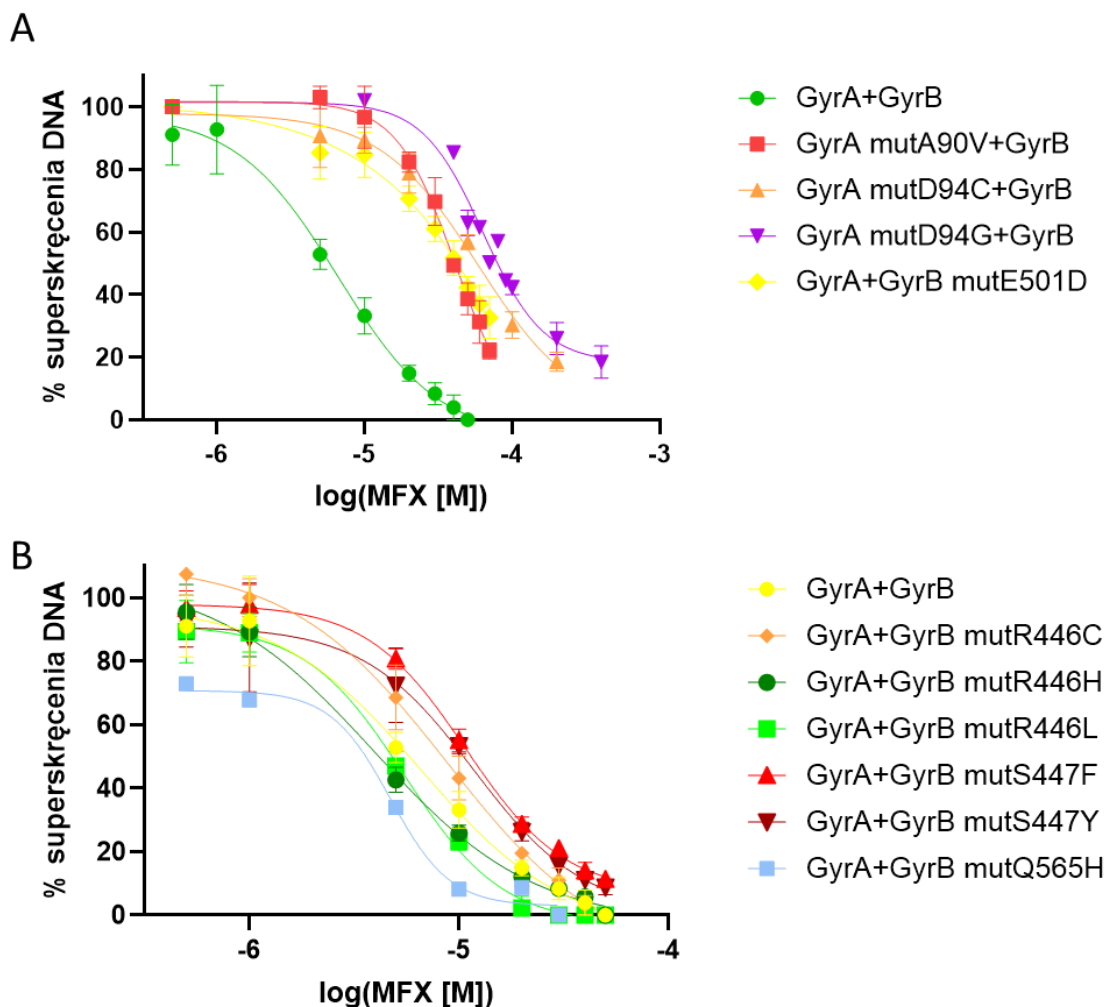 A
% superskręcenia DNA
100
80
60
40
20
0
-6
-5
-4
-3
log(MFX [M])
GyrA+GyrB
GyrA mutA90V+GyrB
GyrA mutD94C+GyrB
GyrA mutD94G+GyrB
GyrA+GyrB mutE501D
B
% superskręcenia DNA
100
80
60
40
20
0
-6
-5
-4
log(MFX [M])
GyrA+GyrB
GyrA+GyrB mutR446C
GyrA+GyrB mutR446H
GyrA+GyrB mutR446L
GyrA+GyrB mutS447F
GyrA+GyrB mutS447Y
GyrA+GyrB mutQ565H